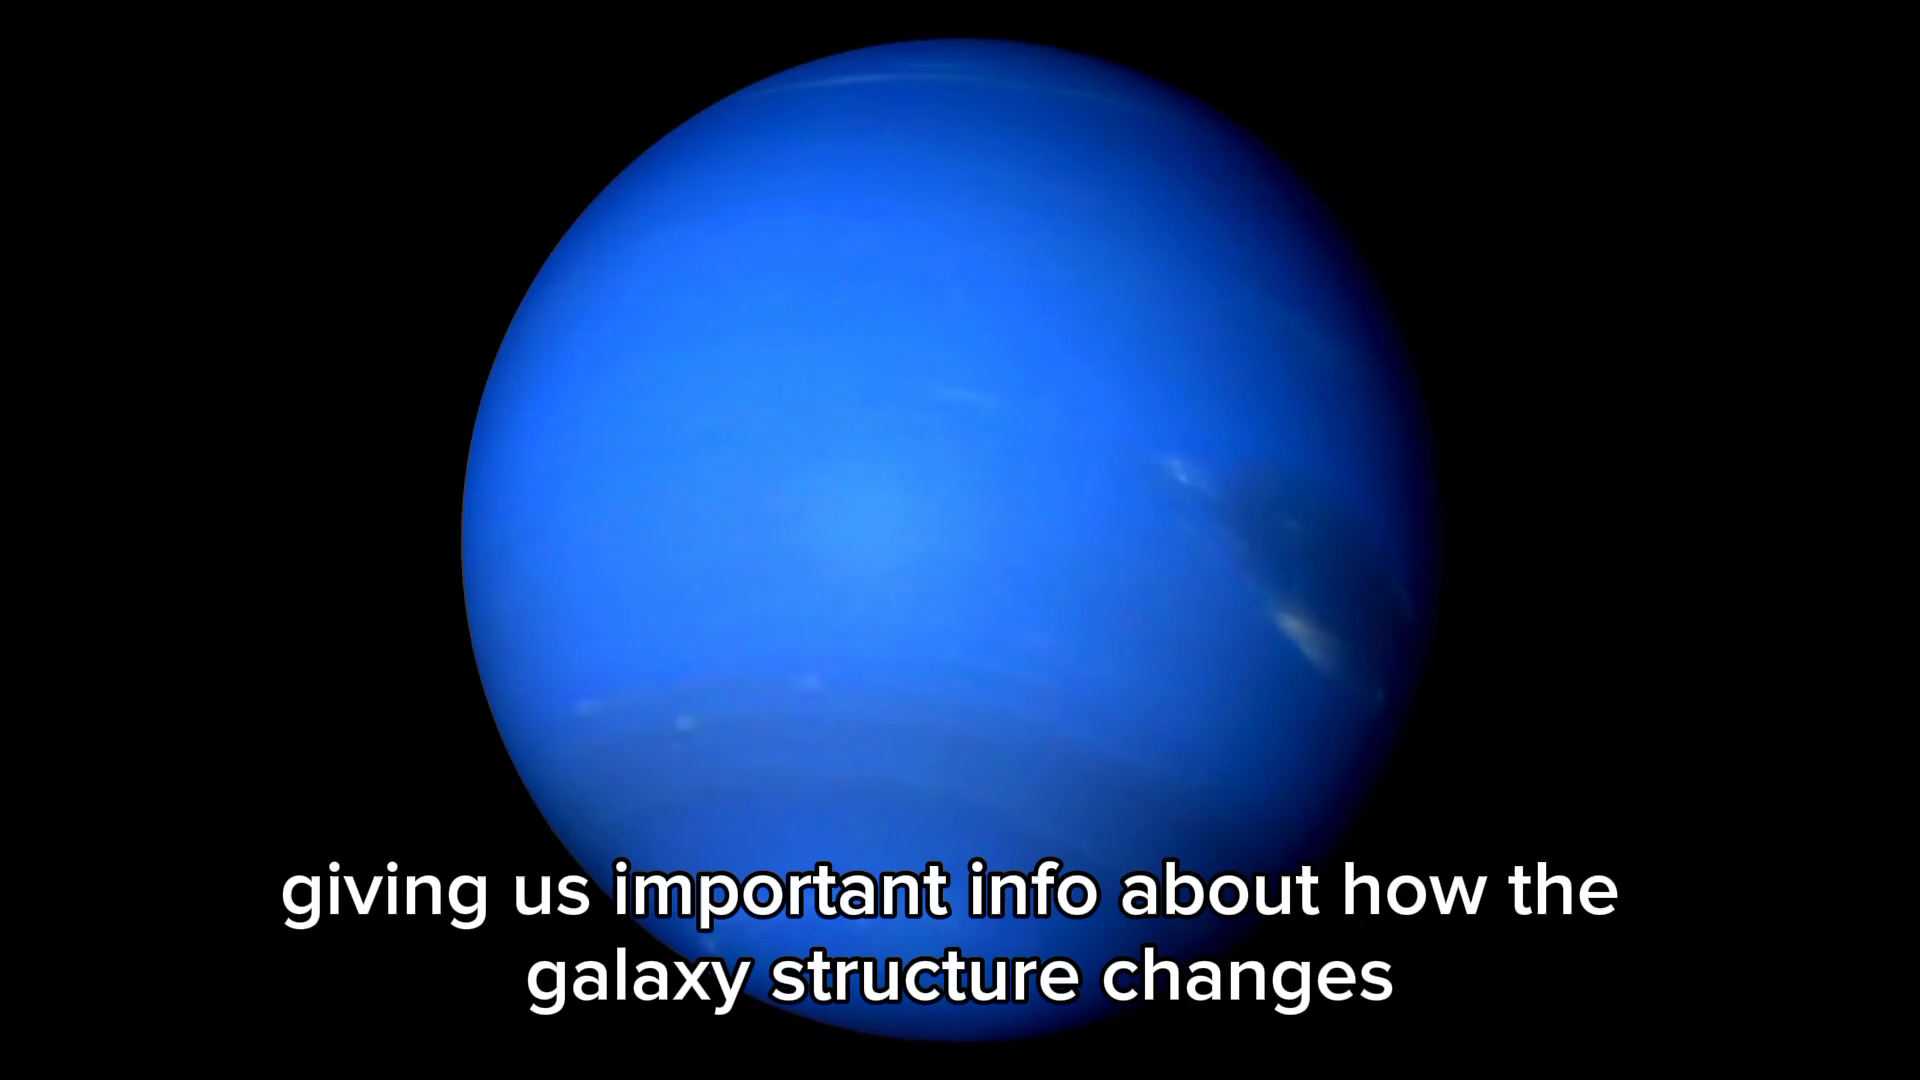 giving us important info about how the
galaxy structure changes